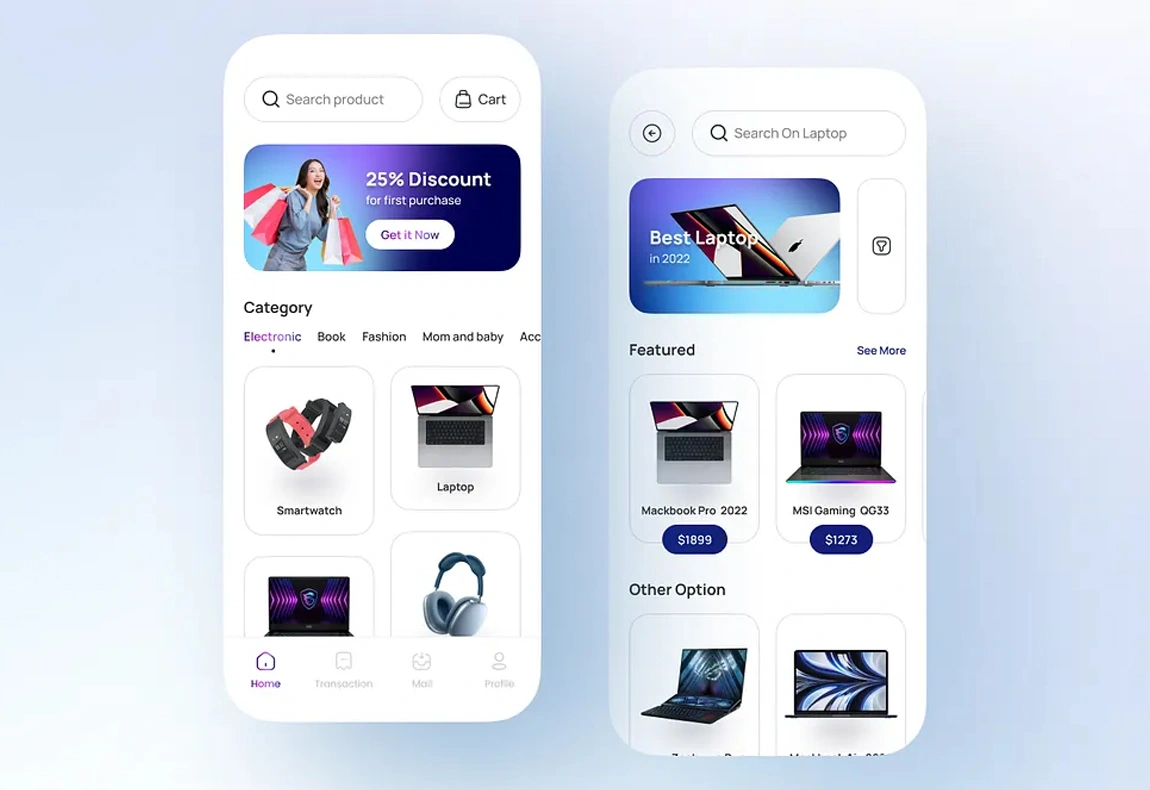 Search product
Cart
25% Discount
for first purchase
Get it Now
Category
Electronic Book Fashion Mom and baby Acc
Smartwatch
Laptop
Home Transaction Mail Profile
Search On Laptop
Best Laptop
in 2022
Featured
See More
Mackbook Pro 2022
MSI Gaming QG33
$1899
$1273
Other Option